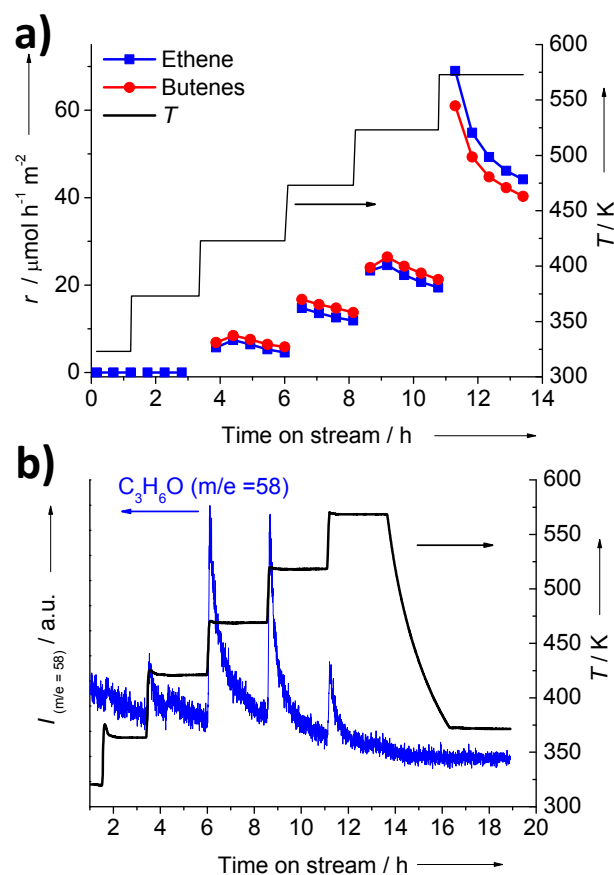 a)
Ethene
Butenes
T
r / μmol h⁻¹ m⁻²
60
40
20
0
600
550
500
450
400
350
300
T / K
0 2 4 6 8 10 12 14
Time on stream / h
b)
C₃H₆O (m/e =58)
I (m/e = 58) / a.u.
600
550
500
450
400
350
300
T / K
2 4 6 8 10 12 14 16 18 20
Time on stream / h